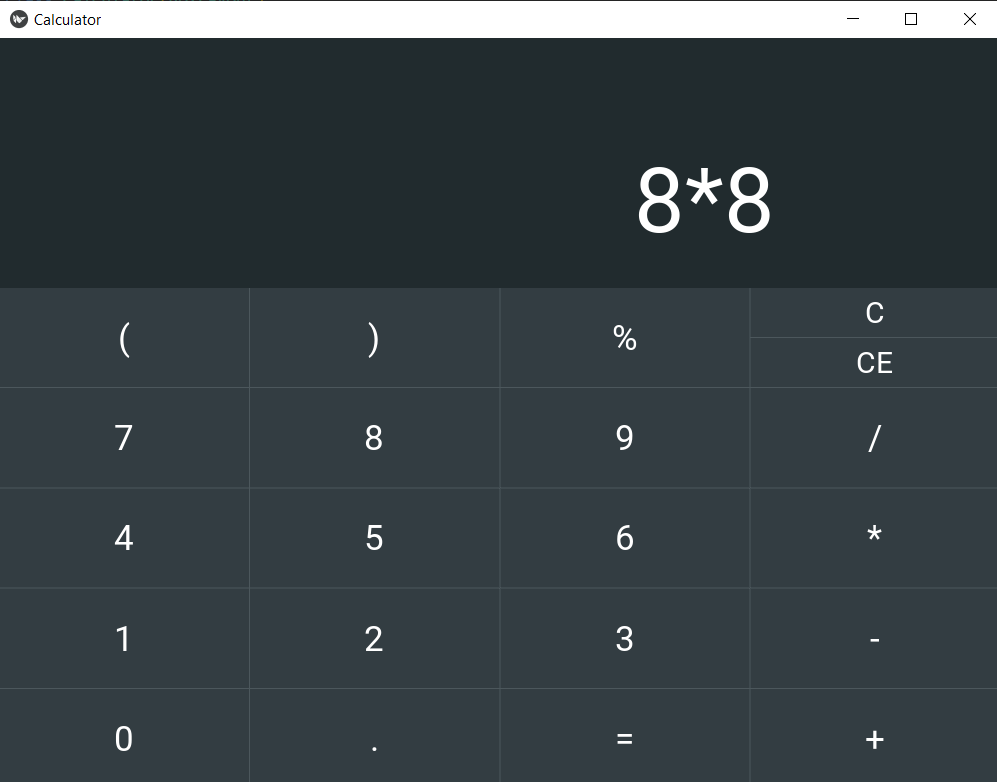 Calculator
8*8
( ) % C
CE
7 8 9 /
4 5 6 *
1 2 3 -
0 . = +